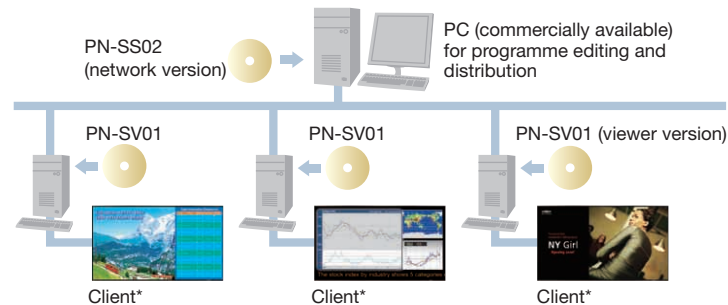 PN-SS02
(network version)
PC (commercially available)
for programme editing and
distribution
PN-SV01
PN-SV01
PN-SV01 (viewer version)
NY Girl
The stock index by industry shows 5 categories
Client*
Client*
Client*